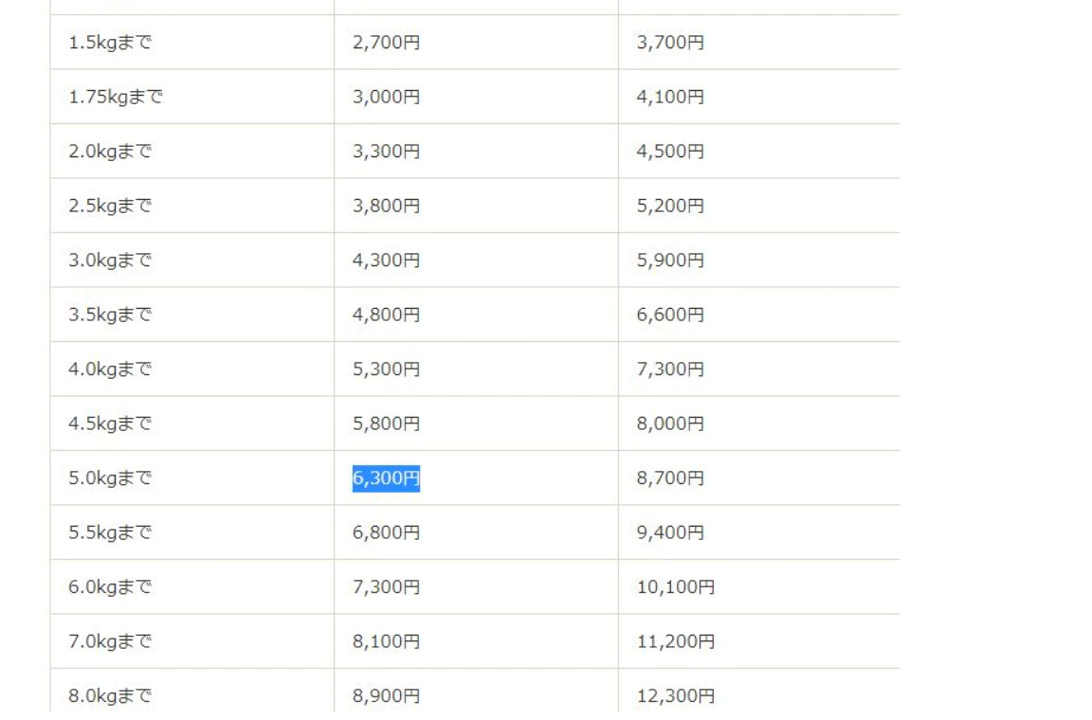 1.5kgまで 2,700円 3,700円
1.75kgまで 3,000円 4,100円
2.0kgまで 3,300円 4,500円
2.5kgまで 3,800円 5,200円
3.0kgまで 4,300円 5,900円
3.5kgまで 4,800円 6,600円
4.0kgまで 5,300円 7,300円
4.5kgまで 5,800円 8,000円
5.0kgまで 6,300円 8,700円
5.5kgまで 6,800円 9,400円
6.0kgまで 7,300円 10,100円
7.0kgまで 8,100円 11,200円
8.0kgまで 8,900円 12,300円